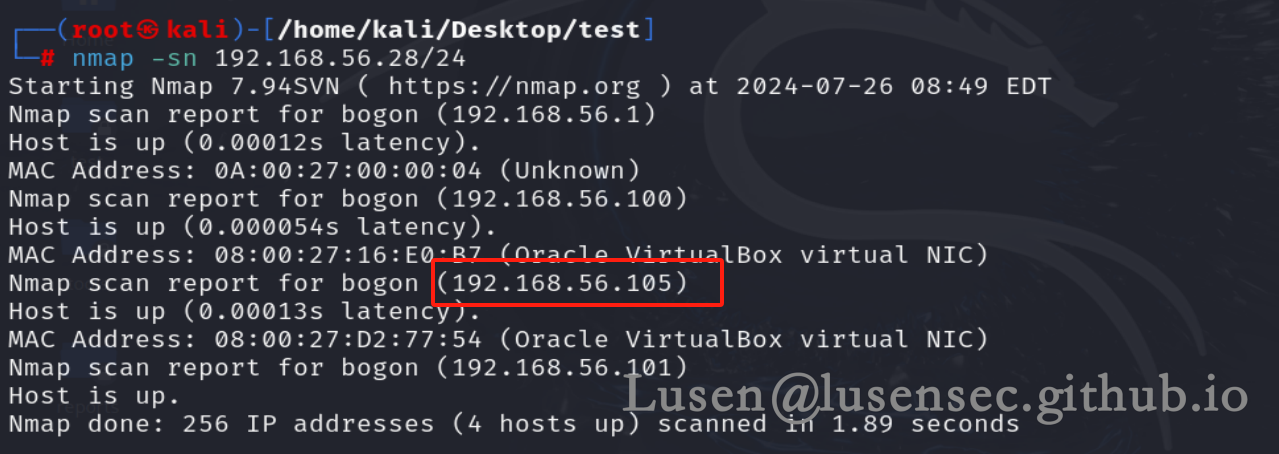 ┌──(root㉿kali)-[/home/kali/Desktop/test]
└─# nmap -sn 192.168.56.28/24
Starting Nmap 7.94SVN ( https://nmap.org ) at 2024-07-26 08:49 EDT
Nmap scan report for bogon (192.168.56.1)
Host is up (0.00012s latency).
MAC Address: 0A:00:27:00:00:04 (Unknown)
Nmap scan report for bogon (192.168.56.100)
Host is up (0.000054s latency).
MAC Address: 08:00:27:16:E0:B7 (Oracle VirtualBox virtual NIC)
Nmap scan report for bogon (192.168.56.105)
Host is up (0.00013s latency).
MAC Address: 08:00:27:D2:77:54 (Oracle VirtualBox virtual NIC)
Nmap scan report for bogon (192.168.56.101)
Host is up.
Nmap done: 256 IP addresses (4 hosts up) scanned in 1.89 seconds
Lusen@lusensec.github.io